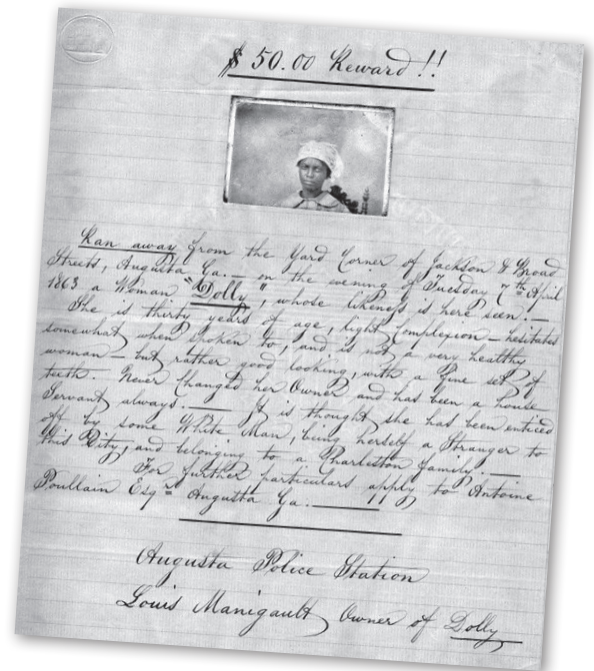 $50.00 Reward!!
Ran away from the Yard Corner of Jackson & Broad
Streets, Augusta Ga. — on the evening of Tuesday 7th April
1863 a Woman "Dolly", whose likeness is here seen. —
She is thirty years of age, light Complexion — hesitates
somewhat when spoken to, and is not a very healthy
woman — but rather good looking, with a fine set of
teeth. Never changed her Owner and has been a house
Servant always. — It is thought she has been enticed
off by some White Man, being herself a Stranger to
this City, and belonging to a Charleston family. —
For further particulars apply to Antoine
Poullain Esqr Augusta Ga. —
Augusta Police Station
Louis Manigault Owner of Dolly